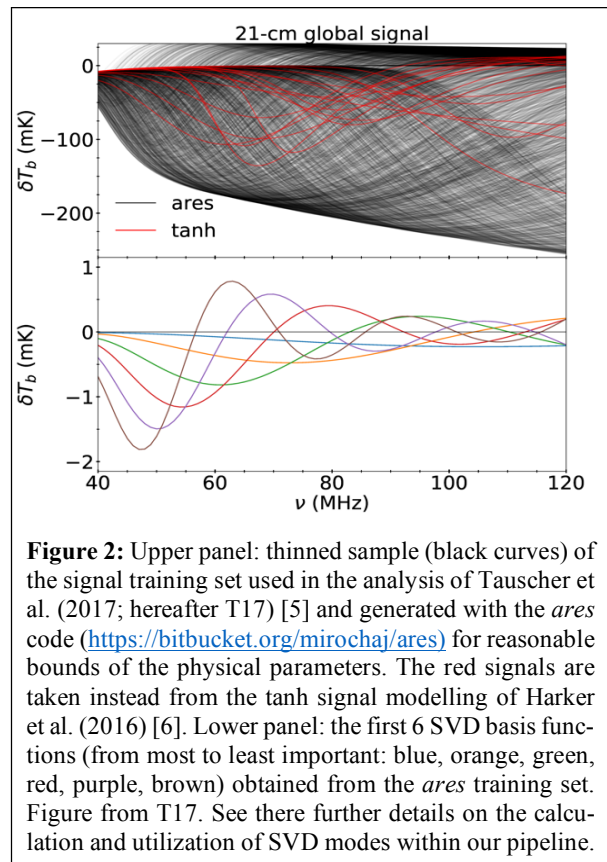 21-cm global signal
0
−100
−200
δT_b (mK)
ares
tanh
1
0
−1
−2
δT_b (mK)
40
60
80
100
120
ν (MHz)
Figure 2: Upper panel: thinned sample (black curves) of
the signal training set used in the analysis of Tauscher et
al. (2017; hereafter T17) [5] and generated with the ares
code (https://bitbucket.org/mirochaj/ares) for reasonable
bounds of the physical parameters. The red signals are
taken instead from the tanh signal modelling of Harker
et al. (2016) [6]. Lower panel: the first 6 SVD basis func-
tions (from most to least important: blue, orange, green,
red, purple, brown) obtained from the ares training set.
Figure from T17. See there further details on the calcu-
lation and utilization of SVD modes within our pipeline.